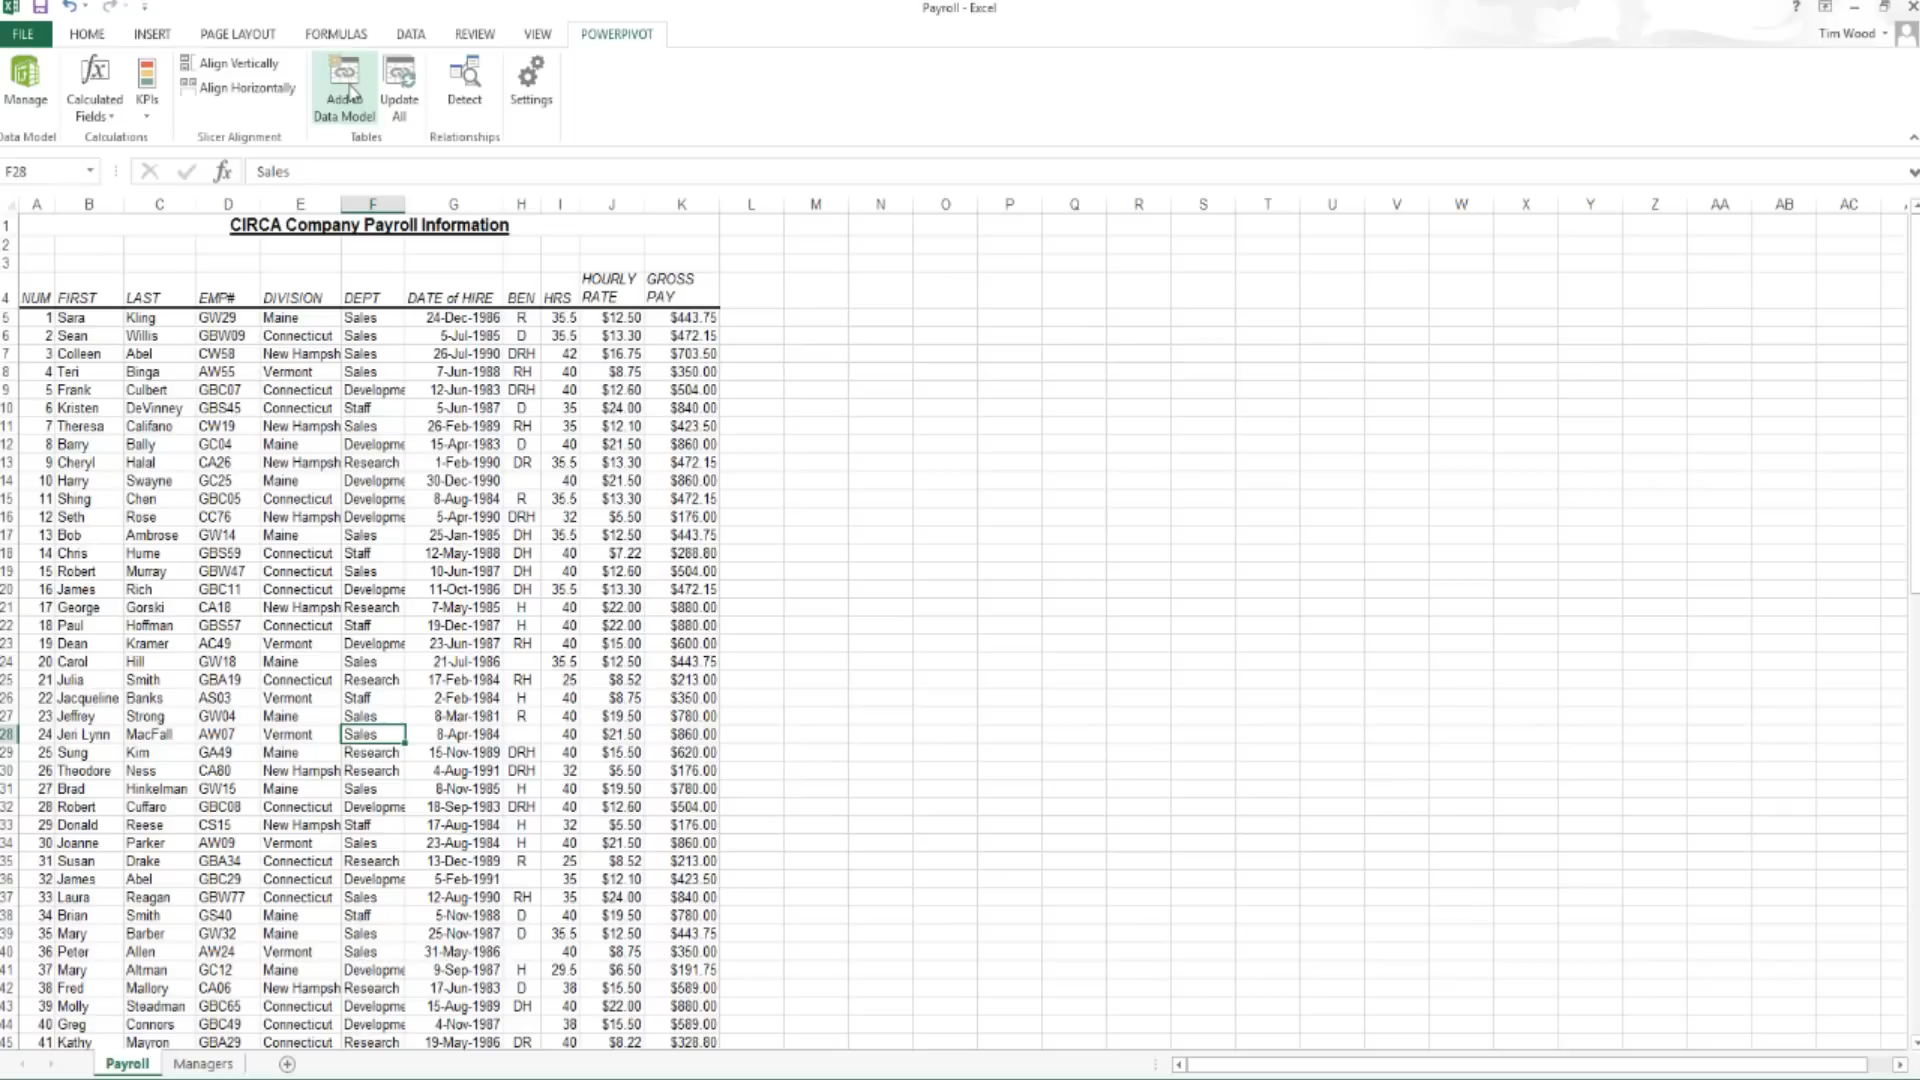 Payroll - Excel
FILE HOME INSERT PAGE LAYOUT FORMULAS DATA REVIEW VIEW POWERPIVOT Tim Wood
Manage Calculated Fields KPIs Align Vertically Align Horizontally Add to Data Model Update All Detect Settings
Data Model Calculations Slicer Alignment Tables Relationships
F28 fx Sales
A B C D E F G H I J K L M N O P Q R S T U V W X Y Z AA AB AC
1 CIRCA Company Payroll Information
2
3
4 NUM FIRST LAST EMP# DIVISION DEPT DATE of HIRE BEN HRS HOURLY RATE GROSS PAY
5 1 Sara Kling GW29 Maine Sales 24-Dec-1986 R 35.5 $12.50 $443.75
6 2 Sean Willis GBW09 Connecticut Sales 5-Jul-1985 D 35.5 $13.30 $472.15
7 3 Colleen Abel CW58 New Hampsh Sales 26-Jul-1990 DRH 42 $16.75 $703.50
8 4 Teri Binga AW55 Vermont Sales 7-Jun-1988 RH 40 $8.75 $350.00
9 5 Frank Culbert GBC07 Connecticut Developme 12-Jun-1983 DRH 40 $12.60 $504.00
10 6 Kristen DeVinney GBS45 Connecticut Staff 5-Jun-1987 D 35 $24.00 $840.00
11 7 Theresa Califano CW19 New Hampsh Sales 26-Feb-1989 RH 35 $12.10 $423.50
12 8 Barry Bally GC04 Maine Developme 15-Apr-1983 D 40 $21.50 $860.00
13 9 Cheryl Halal CA26 New Hampsh Research 1-Feb-1990 DR 35.5 $13.30 $472.15
14 10 Harry Swayne GC25 Maine Developme 30-Dec-1990 40 $21.50 $860.00
15 11 Shing Chen GBC05 Connecticut Developme 8-Aug-1984 R 35.5 $13.30 $472.15
16 12 Seth Rose CC76 New Hampsh Developme 5-Apr-1990 DRH 32 $5.50 $176.00
17 13 Bob Ambrose GW14 Maine Sales 25-Jan-1985 DH 35.5 $12.50 $443.75
18 14 Chris Hume GBS59 Connecticut Staff 12-May-1988 DH 40 $7.22 $288.80
19 15 Robert Murray GBW47 Connecticut Sales 10-Jun-1987 DH 40 $12.60 $504.00
20 16 James Rich GBC11 Connecticut Developme 11-Oct-1986 DH 35.5 $13.30 $472.15
21 17 George Gorski CA18 New Hampsh Research 7-May-1985 H 40 $22.00 $880.00
22 18 Paul Hoffman GBS57 Connecticut Staff 19-Dec-1987 H 40 $22.00 $880.00
23 19 Dean Kramer AC49 Vermont Developme 23-Jun-1987 RH 40 $15.00 $600.00
24 20 Carol Hill GW18 Maine Sales 21-Jul-1986 35.5 $12.50 $443.75
25 21 Julia Smith GBA19 Connecticut Research 17-Feb-1984 RH 25 $8.52 $213.00
26 22 Jacqueline Banks AS03 Vermont Staff 2-Feb-1984 H 40 $8.75 $350.00
27 23 Jeffrey Strong GW04 Maine Sales 8-Mar-1981 R 40 $19.50 $780.00
28 24 Jeri Lynn MacFall AW07 Vermont Sales 8-Apr-1984 40 $21.50 $860.00
29 25 Sung Kim GA49 Maine Research 15-Nov-1989 DRH 40 $15.50 $620.00
30 26 Theodore Ness CA80 New Hampsh Research 4-Aug-1991 DRH 32 $5.50 $176.00
31 27 Brad Hinkelman GW15 Maine Sales 8-Nov-1985 H 40 $19.50 $780.00
32 28 Robert Cuffaro GBC08 Connecticut Developme 18-Sep-1983 DRH 40 $12.60 $504.00
33 29 Donald Reese CS15 New Hampsh Staff 17-Aug-1984 H 32 $5.50 $176.00
34 30 Joanne Parker AW09 Vermont Sales 23-Aug-1984 H 40 $21.50 $860.00
35 31 Susan Drake GBA34 Connecticut Research 13-Dec-1989 R 25 $8.52 $213.00
36 32 James Abel GBC29 Connecticut Developme 5-Feb-1991 35 $12.10 $423.50
37 33 Laura Reagan GBW77 Connecticut Sales 12-Aug-1990 RH 35 $24.00 $840.00
38 34 Brian Smith GS40 Maine Staff 5-Nov-1988 D 40 $19.50 $780.00
39 35 Mary Barber GW32 Maine Sales 25-Nov-1987 D 35.5 $12.50 $443.75
40 36 Peter Allen AW24 Vermont Sales 31-May-1986 40 $8.75 $350.00
41 37 Mary Altman GC12 Maine Developme 9-Sep-1987 H 29.5 $6.50 $191.75
42 38 Fred Mallory CA06 New Hampsh Research 17-Jun-1983 D 38 $15.50 $589.00
43 39 Molly Steadman GBC65 Connecticut Developme 15-Aug-1989 DH 40 $22.00 $880.00
44 40 Greg Connors GBC49 Connecticut Developme 4-Nov-1987 38 $15.50 $589.00
45 41 Kathy Mayron GBA29 Connecticut Research 19-May-1986 DR 40 $8.22 $328.80
Payroll Managers